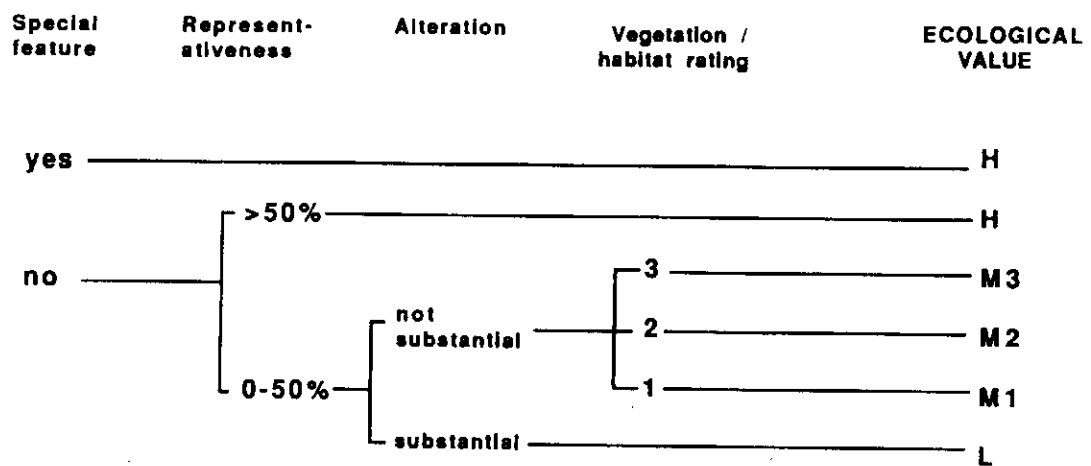 Special
feature
Represent-
ativeness
Alteration
Vegetation /
habitat rating
ECOLOGICAL
VALUE
yes
H
>50%
H
no
3
M3
not
substantial
2
M2
0-50%
1
M1
substantial
L